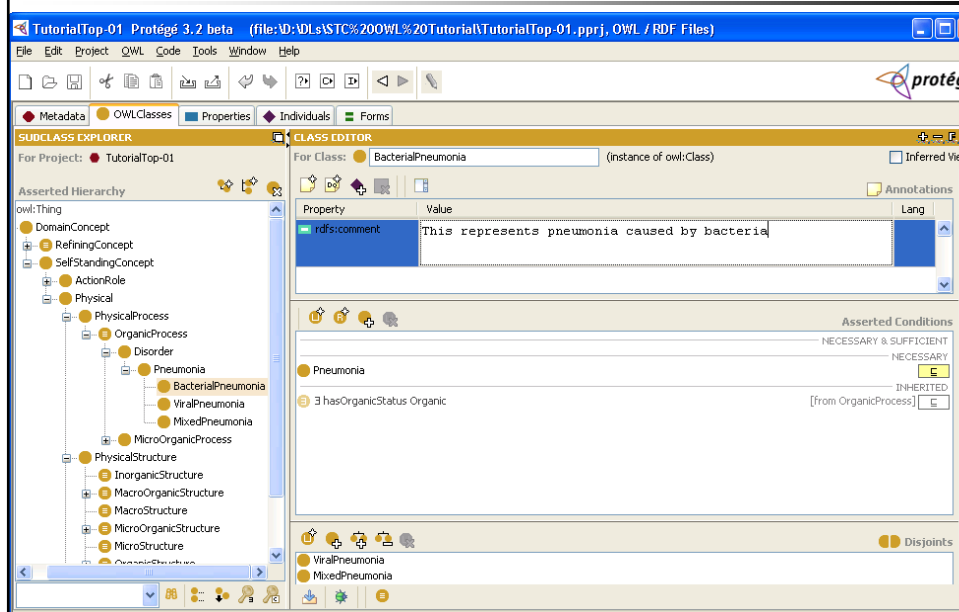 TutorialTop-01 Protégé 3.2 beta (file:\D:\DLs\STC%20OWL%20Tutorial\TutorialTop-01.pprj, OWL / RDF Files)
File Edit Project OWL Code Tools Window Help
protég
Metadata OWLClasses Properties Individuals Forms
SUBCLASS EXPLORER
For Project: TutorialTop-01
Asserted Hierarchy
owl:Thing
DomainConcept
RefiningConcept
SelfStandingConcept
ActionRole
Physical
PhysicalProcess
OrganicProcess
Disorder
Pneumonia
BacterialPneumonia
ViralPneumonia
MixedPneumonia
MicroOrganicProcess
PhysicalStructure
InorganicStructure
MacroOrganicStructure
MacroStructure
MicroOrganicStructure
MicroStructure
OrganicStructure
CLASS EDITOR
For Class: BacterialPneumonia (instance of owl:Class) Inferred Vie
Annotations
Property Value Lang
rdfs:comment This represents pneumonia caused by bacteria
Asserted Conditions
NECESSARY & SUFFICIENT
NECESSARY
Pneumonia ⊑
INHERITED
∃ hasOrganicStatus Organic [from OrganicProcess] ⊑
Disjoints
ViralPneumonia
MixedPneumonia